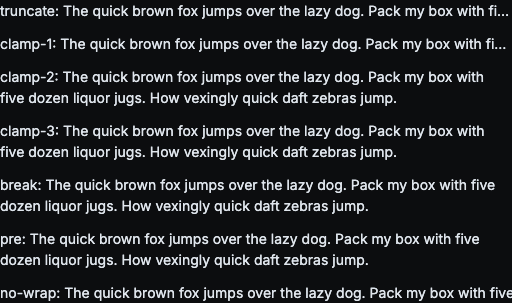 truncate: The quick brown fox jumps over the lazy dog. Pack my box with fi...
clamp-1: The quick brown fox jumps over the lazy dog. Pack my box with fi...
clamp-2: The quick brown fox jumps over the lazy dog. Pack my box with
five dozen liquor jugs. How vexingly quick daft zebras jump.
clamp-3: The quick brown fox jumps over the lazy dog. Pack my box with
five dozen liquor jugs. How vexingly quick daft zebras jump.
break: The quick brown fox jumps over the lazy dog. Pack my box with five
dozen liquor jugs. How vexingly quick daft zebras jump.
pre: The quick brown fox jumps over the lazy dog. Pack my box with five
dozen liquor jugs. How vexingly quick daft zebras jump.
no-wrap: The quick brown fox jumps over the lazy dog. Pack my box with five